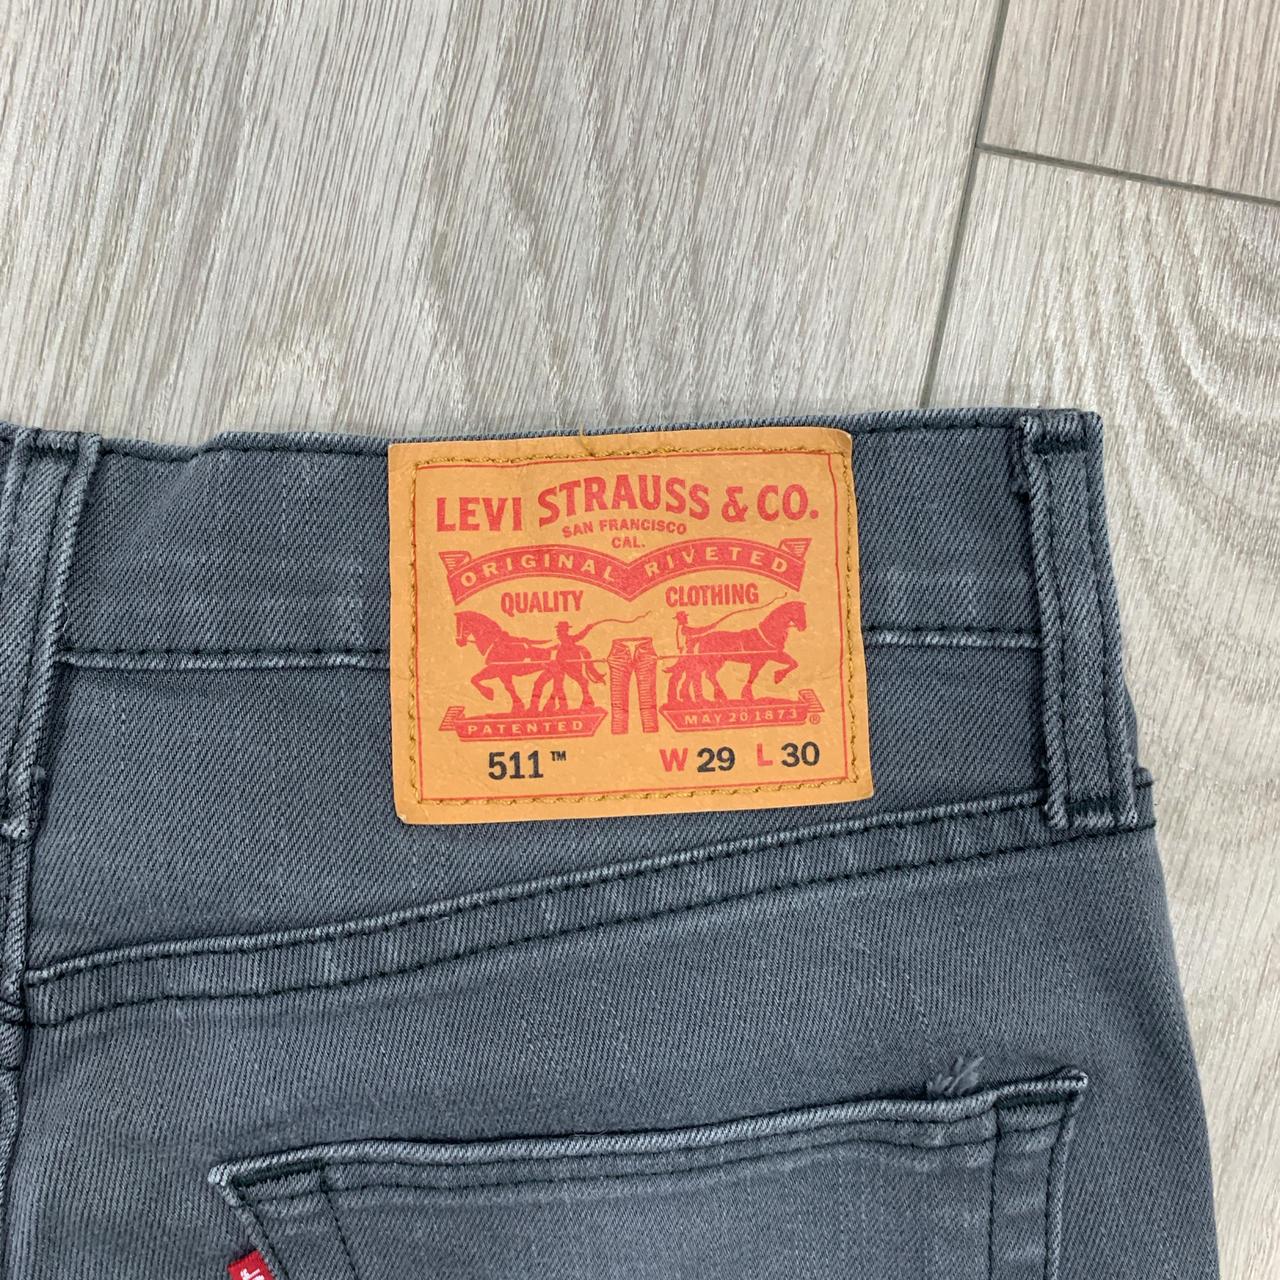 LEVI STRAUSS & CO.
SAN FRANCISCO
CAL.
ORIGINAL RIVETED
QUALITY CLOTHING
PATENTED MAY 20 1873 ®
511™ W 29 L 30